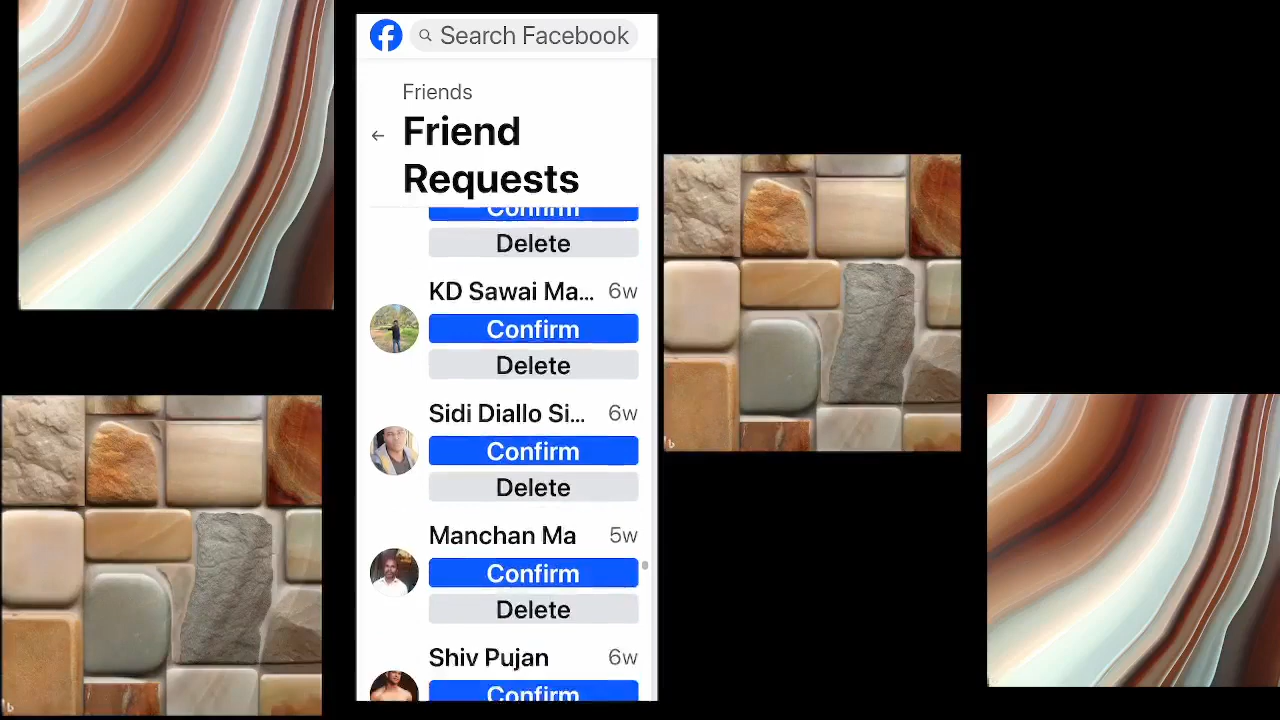 Search Facebook
Friends
Friend
Requests
Confirm
Delete
KD Sawai Ma... 6w
Confirm
Delete
Sidi Diallo Si... 6w
Confirm
Delete
Manchan Ma 5w
Confirm
Delete
Shiv Pujan 6w
Confirm